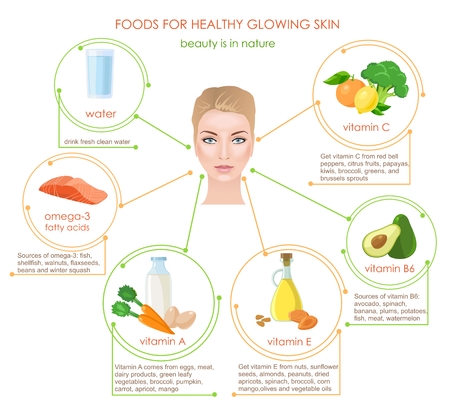 FOODS FOR HEALTHY GLOWING SKIN
beauty is in nature
water
drink fresh clean water
vitamin C
Get vitamin C from red bell
peppers, citrus fruits, papayas,
kiwis, broccoli, greens, and
brussels sprouts
omega-3
fatty acids
Sources of omega-3: fish,
shellfish, walnuts, flaxseeds,
beans and winter squash
vitamin B6
Sources of vitamin B6:
avocado, spinach,
banana, plums, potatoes,
fish, meat, watermelon
vitamin A
Vitamin A comes from eggs, meat,
dairy products, green leafy
vegetables, broccoli, pumpkin,
carrot, apricot, mango
vitamin E
Get vitamin E from nuts, sunflower
seeds, almonds, peanuts, dried
apricots, spinach, broccoli, corn
mango,olives and vegetable oils